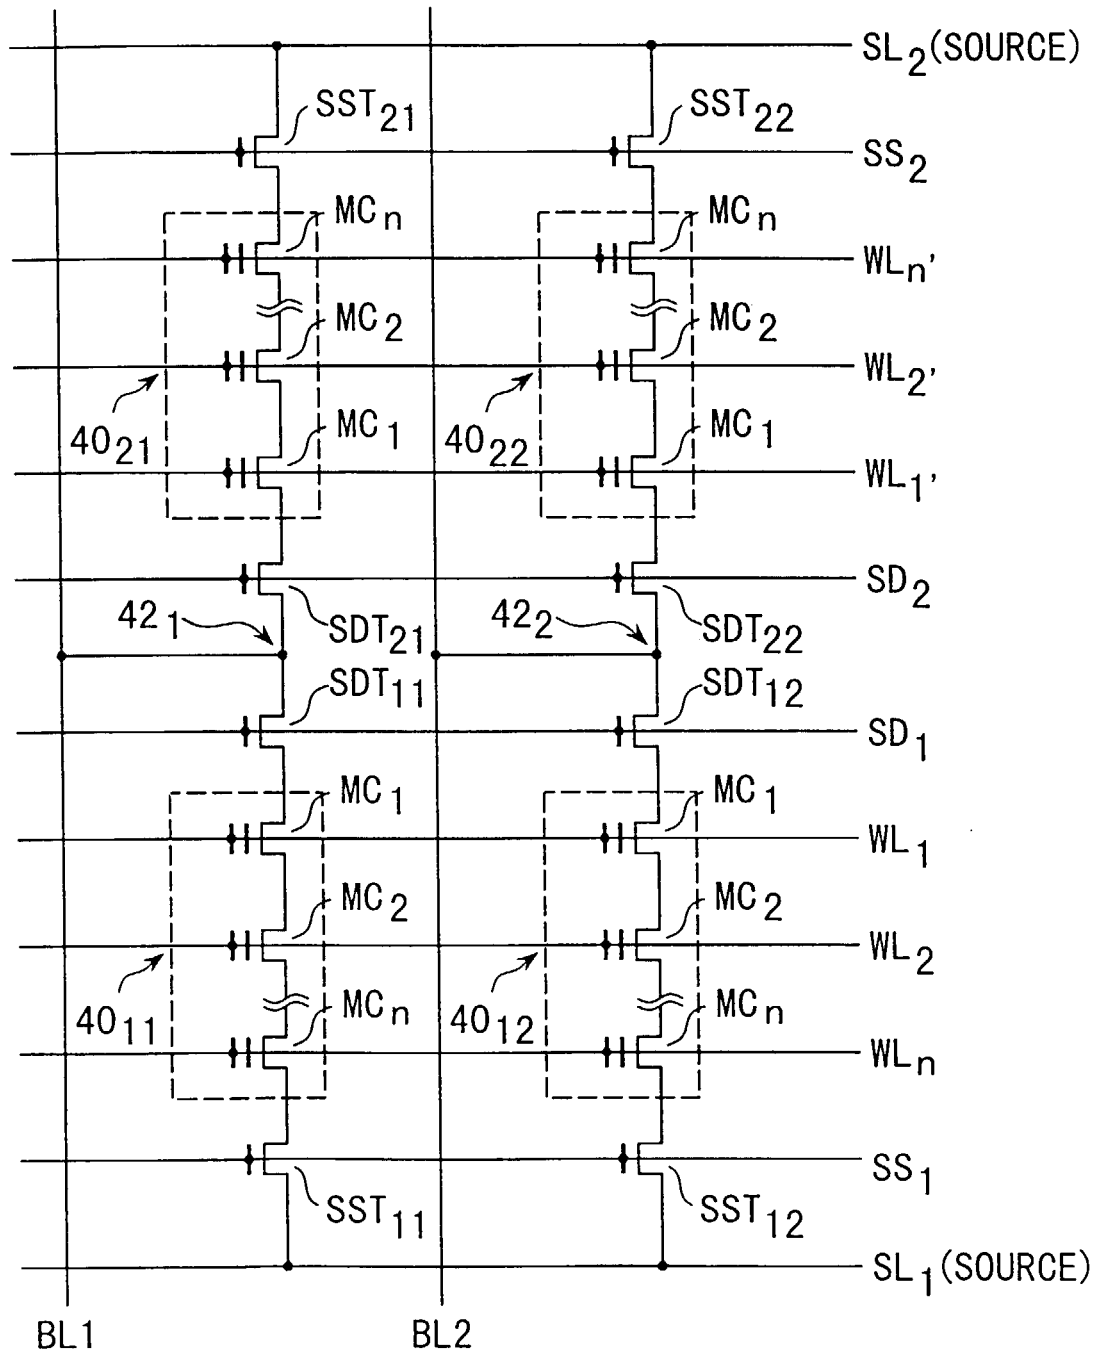 SL2(SOURCE)
SST21
SST22
SS2
MCn
MCn
WLn'
MC2
MC2
WL2'
4021
4022
MC1
MC1
WL1'
SD2
421
422
SDT21
SDT22
SDT11
SDT12
SD1
MC1
MC1
WL1
MC2
MC2
WL2
4011
4012
MCn
MCn
WLn
SS1
SST11
SST12
SL1(SOURCE)
BL1
BL2